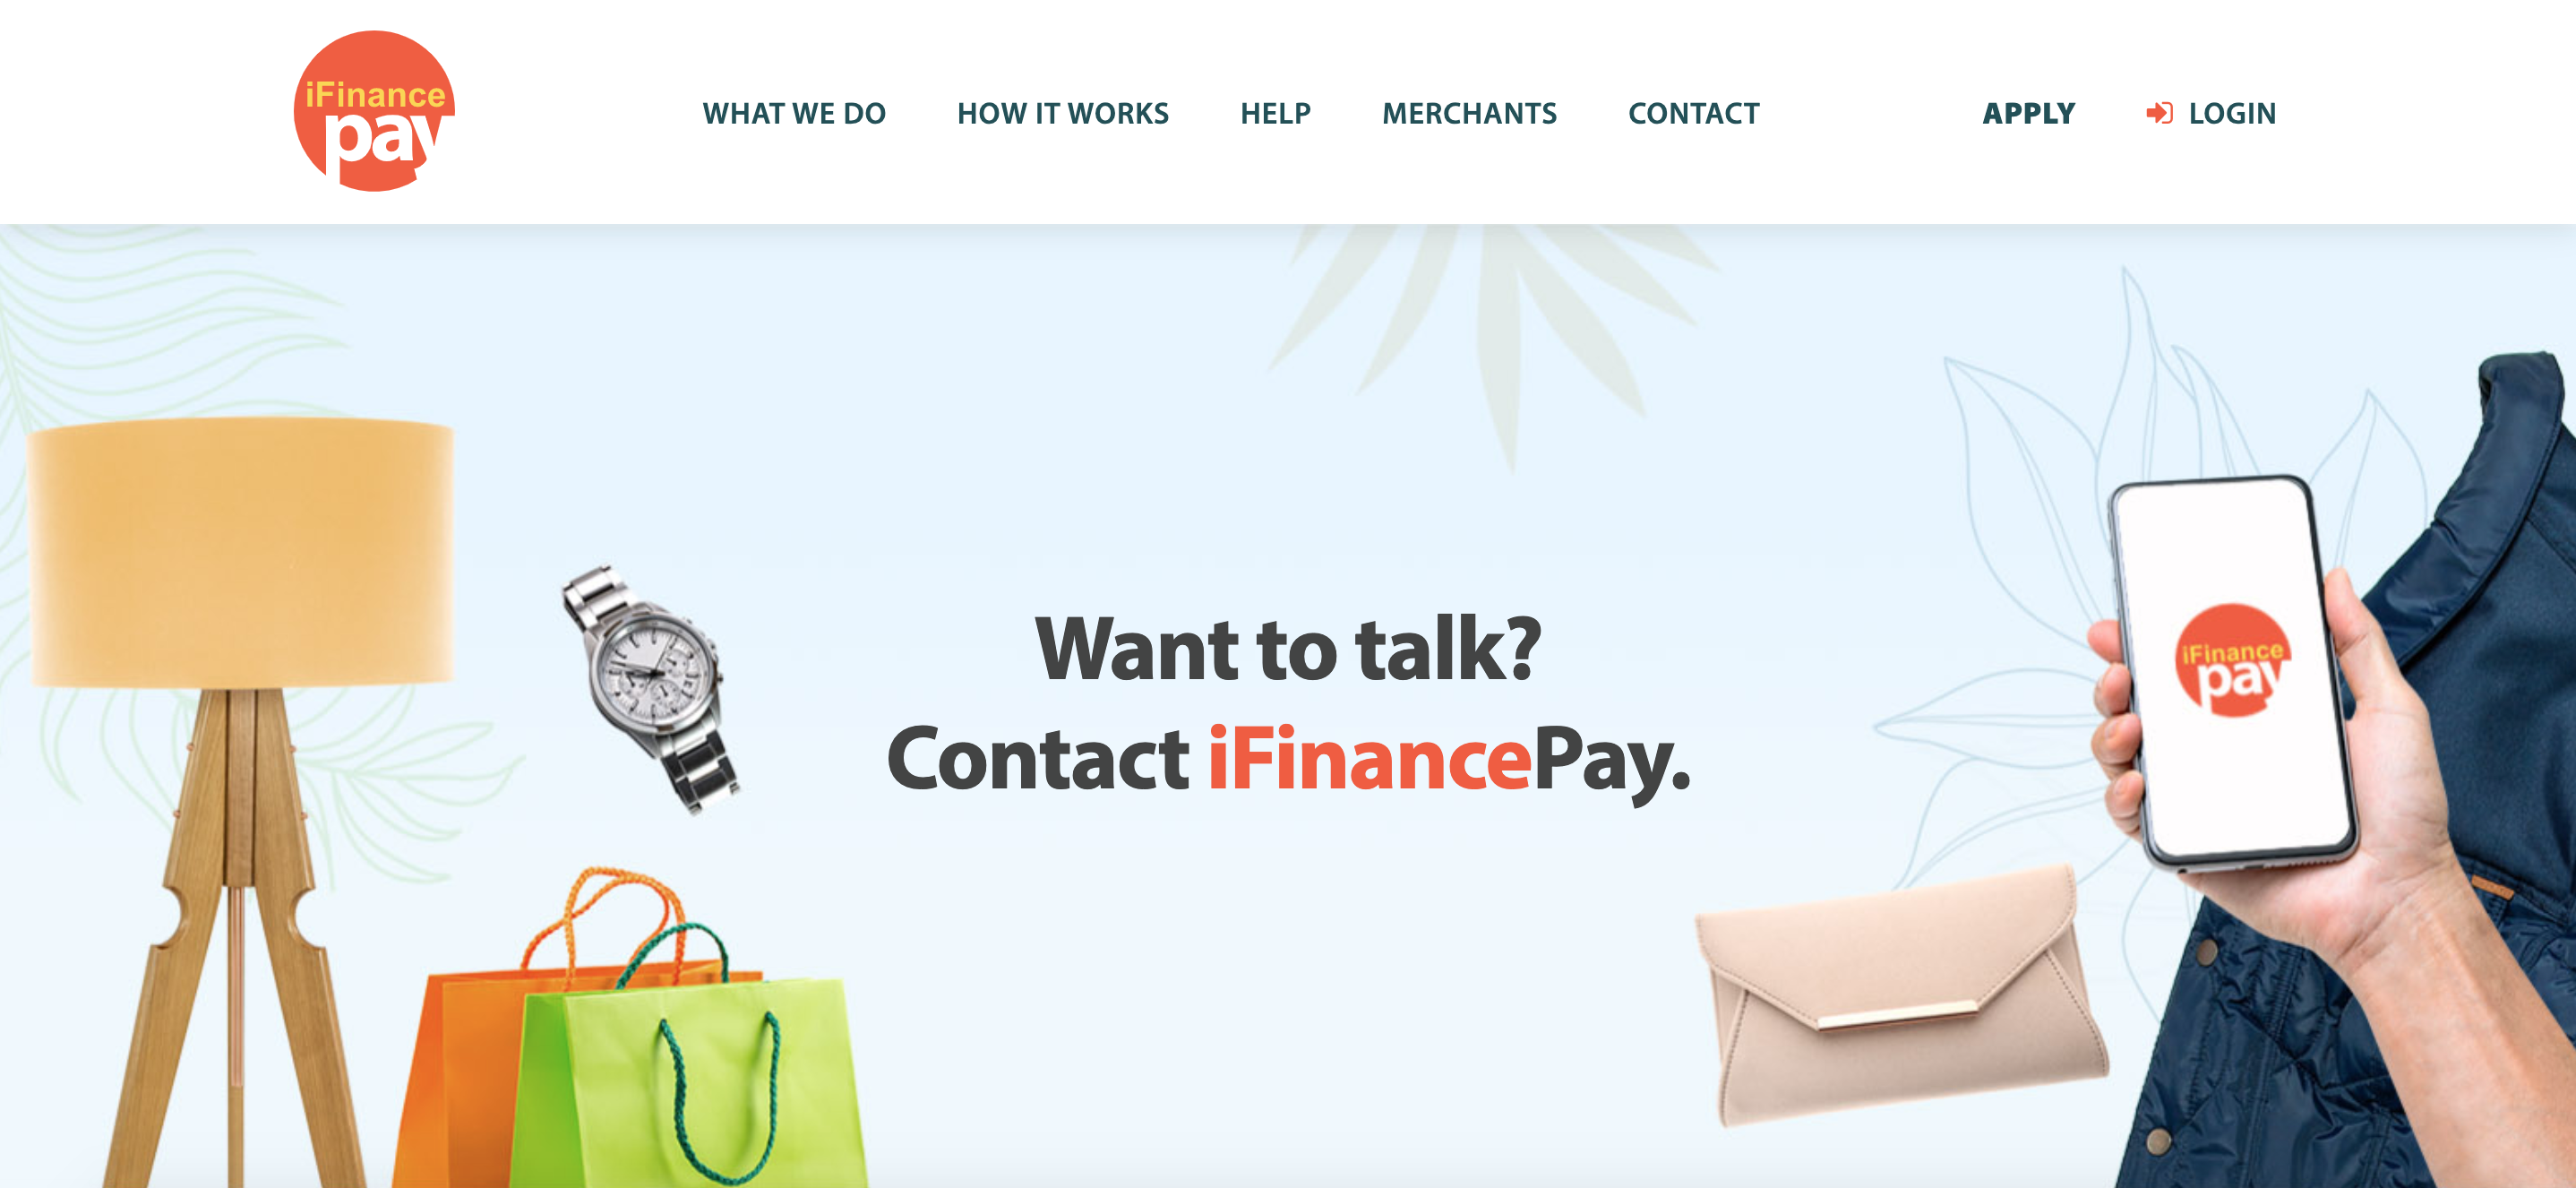 iFinance
pay
WHAT WE DO
HOW IT WORKS
HELP
MERCHANTS
CONTACT
APPLY
LOGIN
Want to talk?
Contact iFinancePay.
iFinance
pay